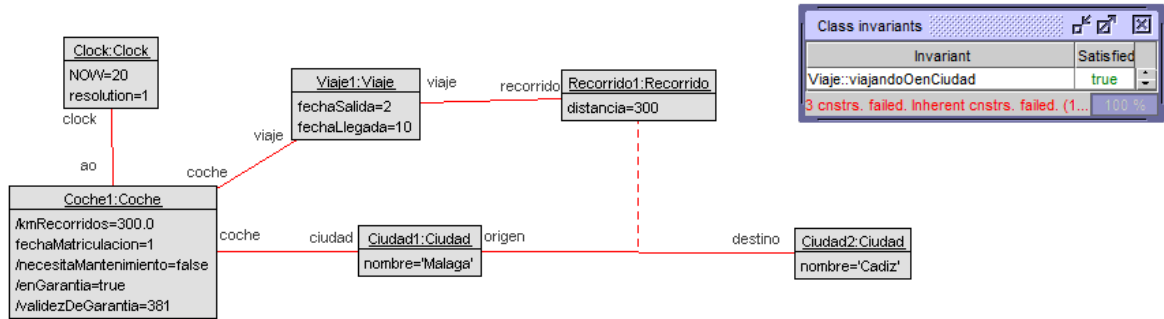 Clock:Clock
NOW=20
resolution=1
clock
ao
Coche1:Coche
/kmRecorridos=300.0
fechaMatriculacion=1
/necesitaMantenimiento=false
/enGarantia=true
/validezDeGarantia=381
coche
viaje
Viaje1:Viaje
fechaSalida=2
fechaLlegada=10
viaje
recorrido
Recorrido1:Recorrido
distancia=300
coche
ciudad
Ciudad1:Ciudad
nombre='Malaga'
origen
destino
Ciudad2:Ciudad
nombre='Cadiz'
Class invariants
Invariant Satisfied
Viaje::viajandoOenCiudad true
3 cnstrs. failed. Inherent cnstrs. failed. (1... 100 %